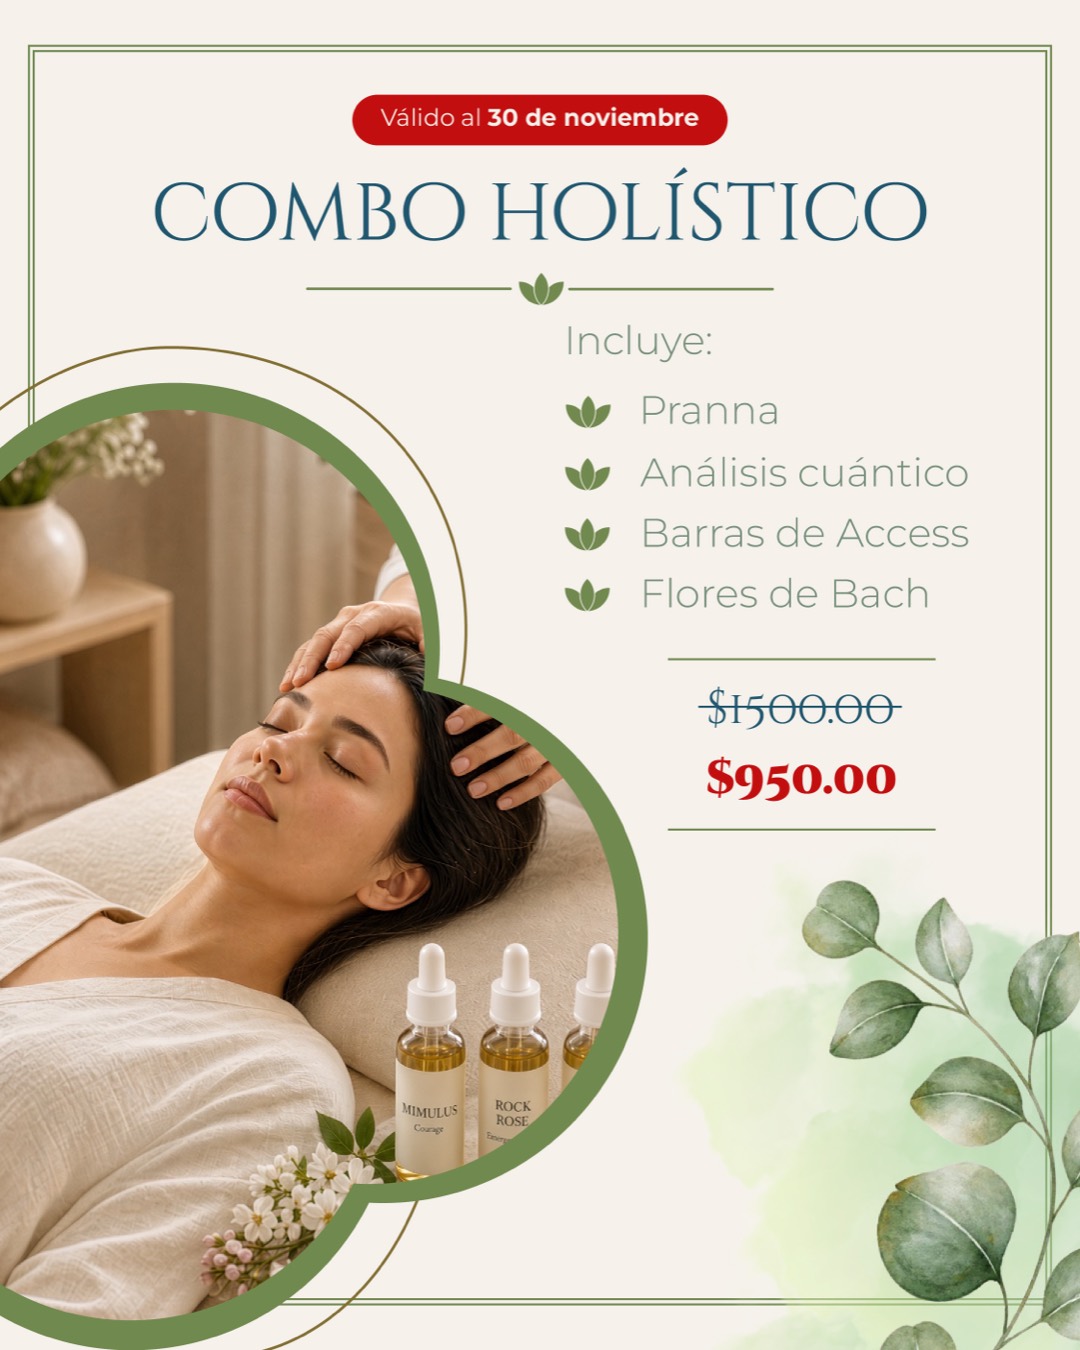 Válido al 30 de noviembre
COMBO HOLÍSTICO
Incluye:
Pranna
Análisis cuántico
Barras de Access
Flores de Bach
$1500.00
$950.00
MIMULUS
Courage
ROCK
ROSE